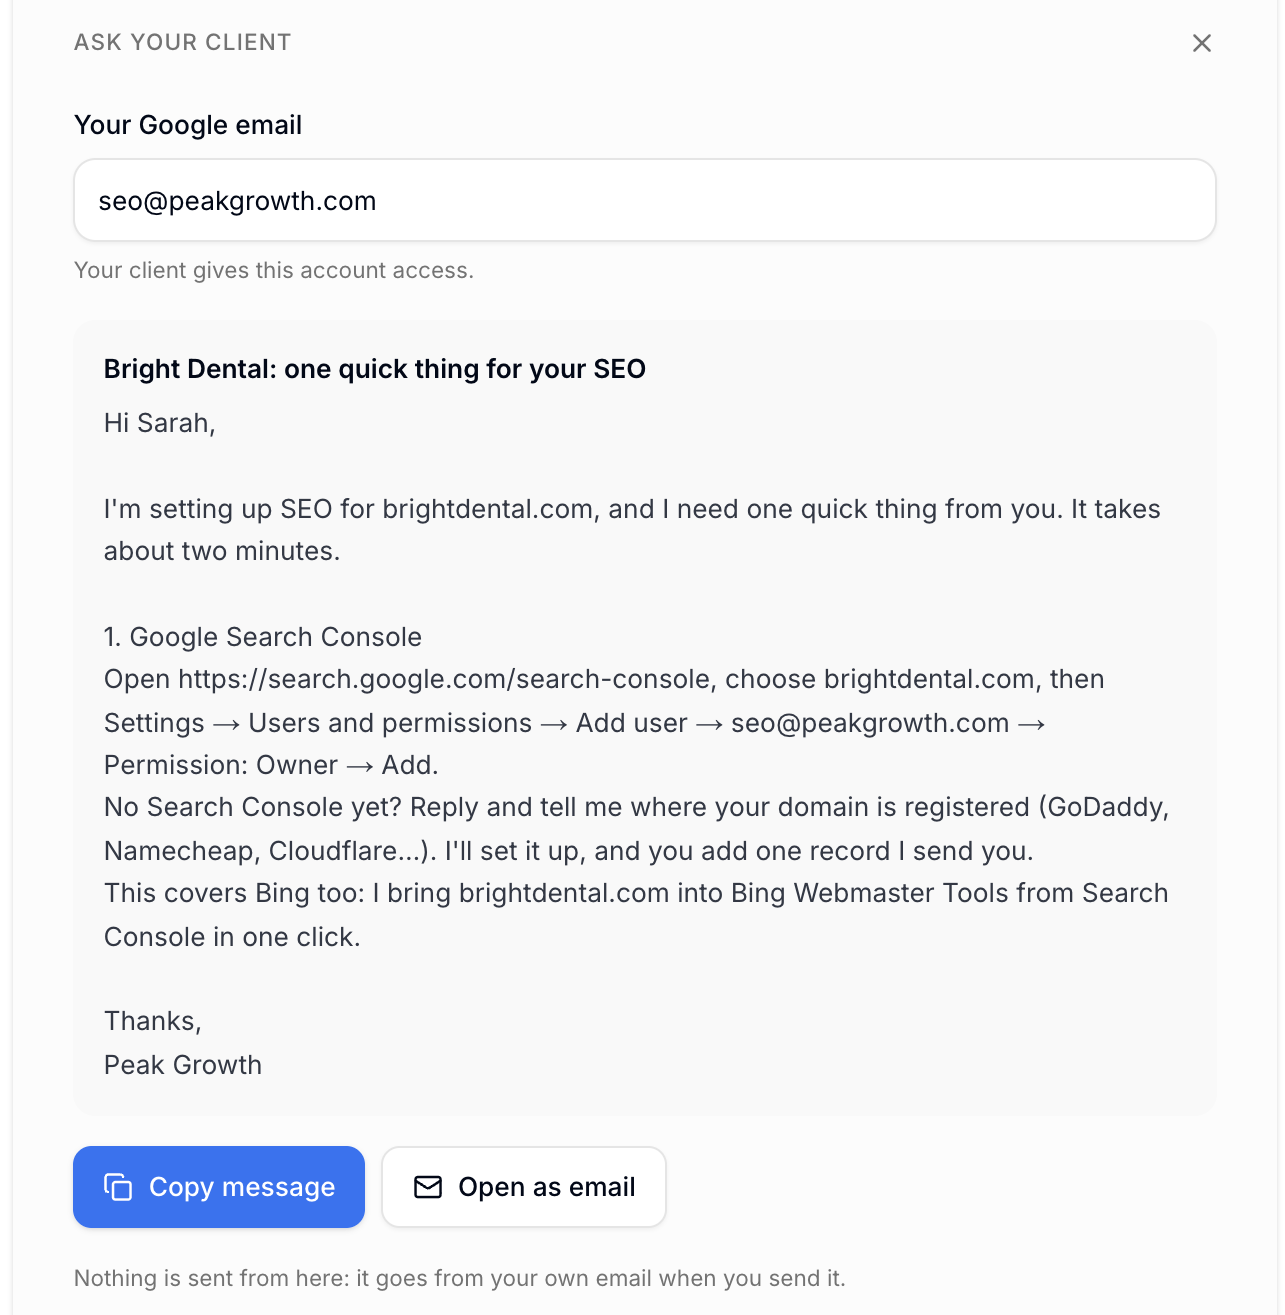 ASK YOUR CLIENT
Your Google email
seo@peakgrowth.com
Your client gives this account access.
Bright Dental: one quick thing for your SEO
Hi Sarah,
I'm setting up SEO for brightdental.com, and I need one quick thing from you. It takes
about two minutes.
1. Google Search Console
Open https://search.google.com/search-console, choose brightdental.com, then
Settings → Users and permissions → Add user → seo@peakgrowth.com →
Permission: Owner → Add.
No Search Console yet? Reply and tell me where your domain is registered (GoDaddy,
Namecheap, Cloudflare...). I'll set it up, and you add one record I send you.
This covers Bing too: I bring brightdental.com into Bing Webmaster Tools from Search
Console in one click.
Thanks,
Peak Growth
Copy message
Open as email
Nothing is sent from here: it goes from your own email when you send it.